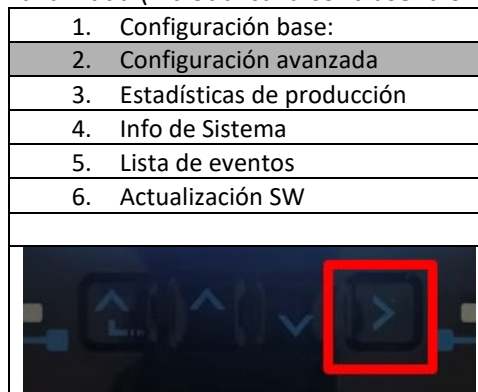 1. Configuración base:
2. Configuración avanzada
3. Estadísticas de producción
4. Info de Sistema
5. Lista de eventos
6. Actualización SW